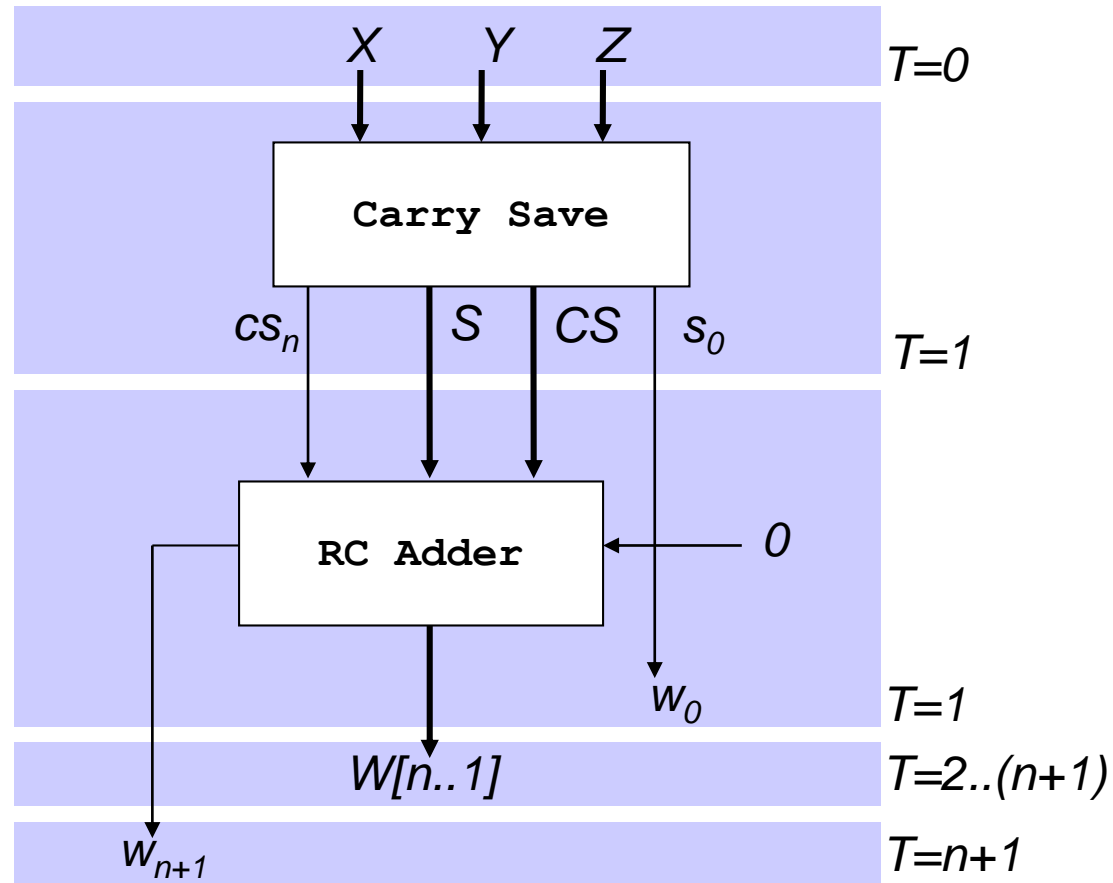 X Y Z
T=0
Carry Save
cs_n S CS s_0
T=1
RC Adder
0
w_0
T=1
W[n..1]
T=2..(n+1)
w_{n+1}
T=n+1